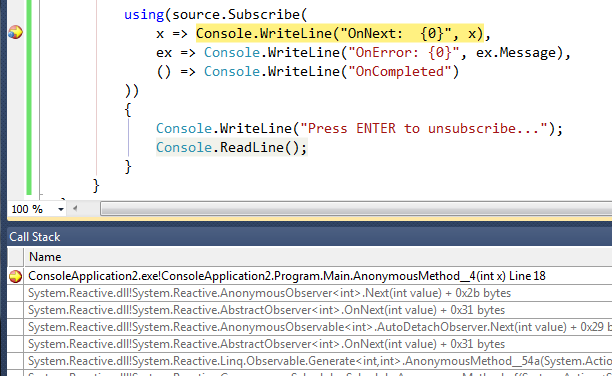 using(source.Subscribe(
x => Console.WriteLine("OnNext:  {0}", x),
ex => Console.WriteLine("OnError: {0}", ex.Message),
() => Console.WriteLine("OnCompleted")
))
{
Console.WriteLine("Press ENTER to unsubscribe...");
Console.ReadLine();
}
}
100 %
Call Stack
Name
ConsoleApplication2.exe!ConsoleApplication2.Program.Main.AnonymousMethod__4(int x) Line 18
System.Reactive.dll!System.Reactive.AnonymousObserver<int>.Next(int value) + 0x2b bytes
System.Reactive.dll!System.Reactive.AbstractObserver<int>.OnNext(int value) + 0x31 bytes
System.Reactive.dll!System.Reactive.AnonymousObservable<int>.AutoDetachObserver.Next(int value) + 0x29 b
System.Reactive.dll!System.Reactive.AbstractObserver<int>.OnNext(int value) + 0x31 bytes
System.Reactive.dll!System.Reactive.Linq.Observable.Generate<int,int>.AnonymousMethod__54a(System.Actio